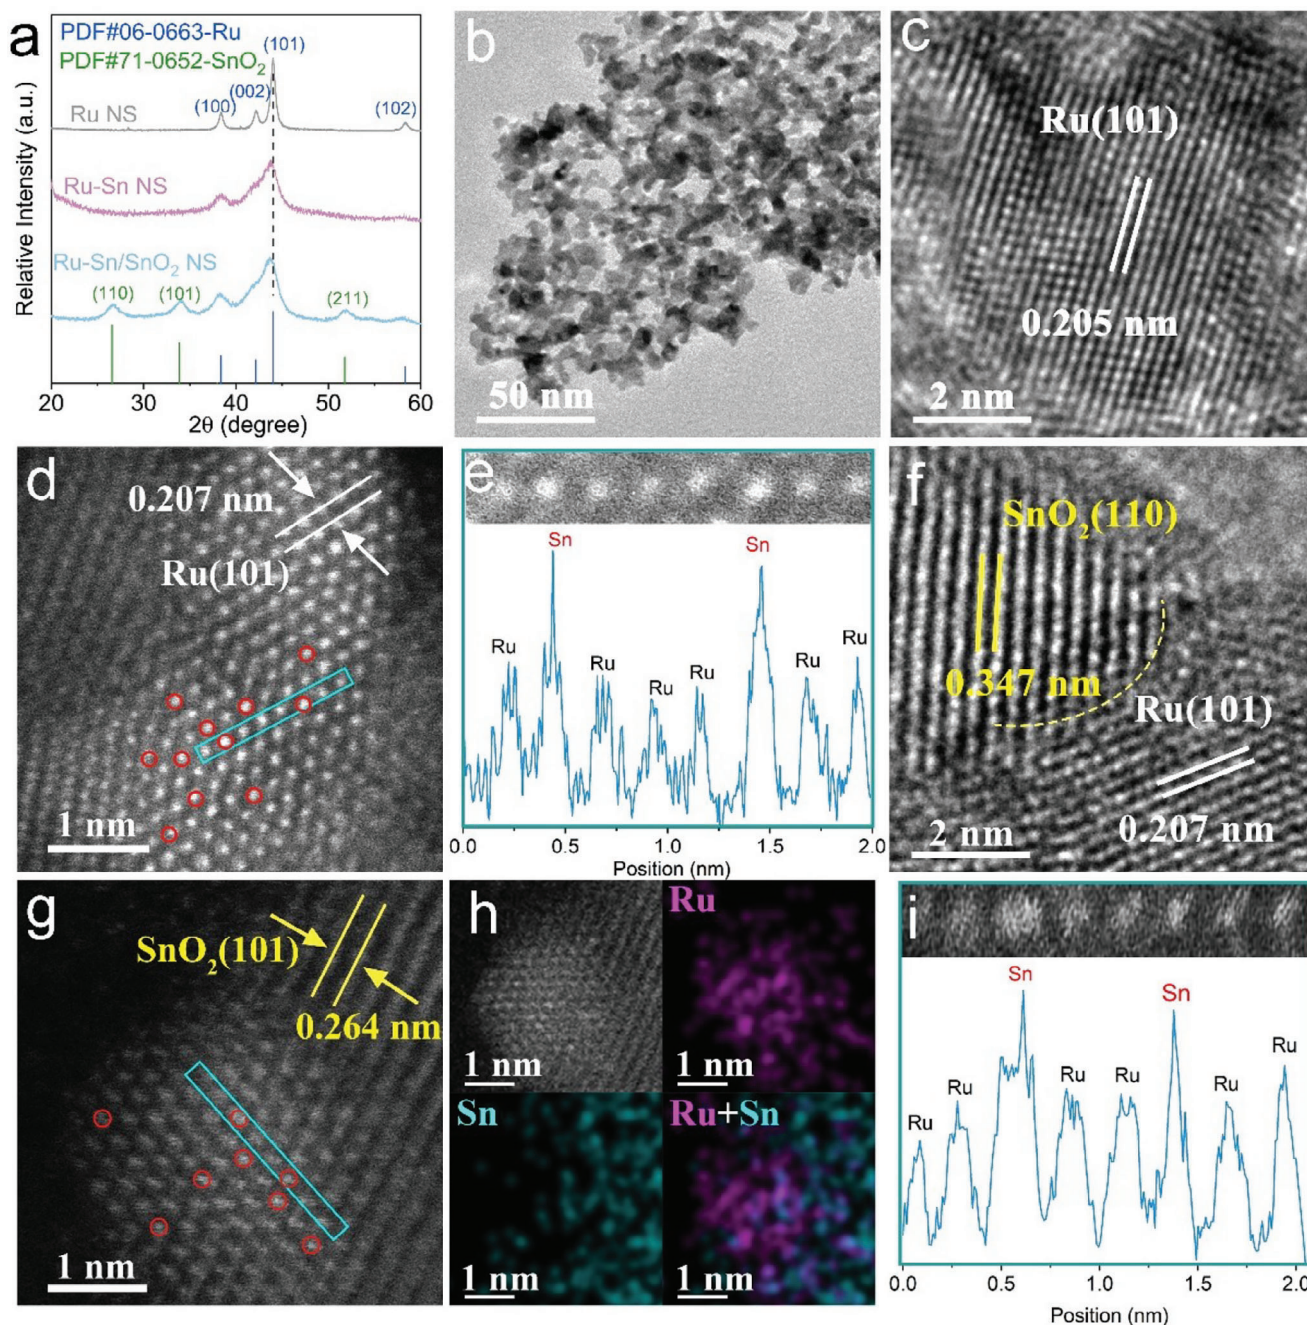 a
PDF#06-0663-Ru
PDF#71-0652-SnO2
(101)
(002)
(100)
(102)
Ru NS
Ru-Sn NS
Ru-Sn/SnO2 NS
(110)
(101)
(211)
Relative Intensity (a.u.)
20 30 40 50 60
2θ (degree)
b
50 nm
c
Ru(101)
0.205 nm
2 nm
d
0.207 nm
Ru(101)
1 nm
e
Sn
Sn
Ru
Ru
Ru
Ru
Ru
Ru
0.0 0.5 1.0 1.5 2.0
Position (nm)
f
SnO2(110)
0.347 nm
Ru(101)
0.207 nm
2 nm
g
SnO2(101)
0.264 nm
1 nm
h
1 nm
Ru
1 nm
Sn
1 nm
Ru+Sn
1 nm
i
Sn
Sn
Ru
Ru
Ru
Ru
Ru
Ru
0.0 0.5 1.0 1.5 2.0
Position (nm)